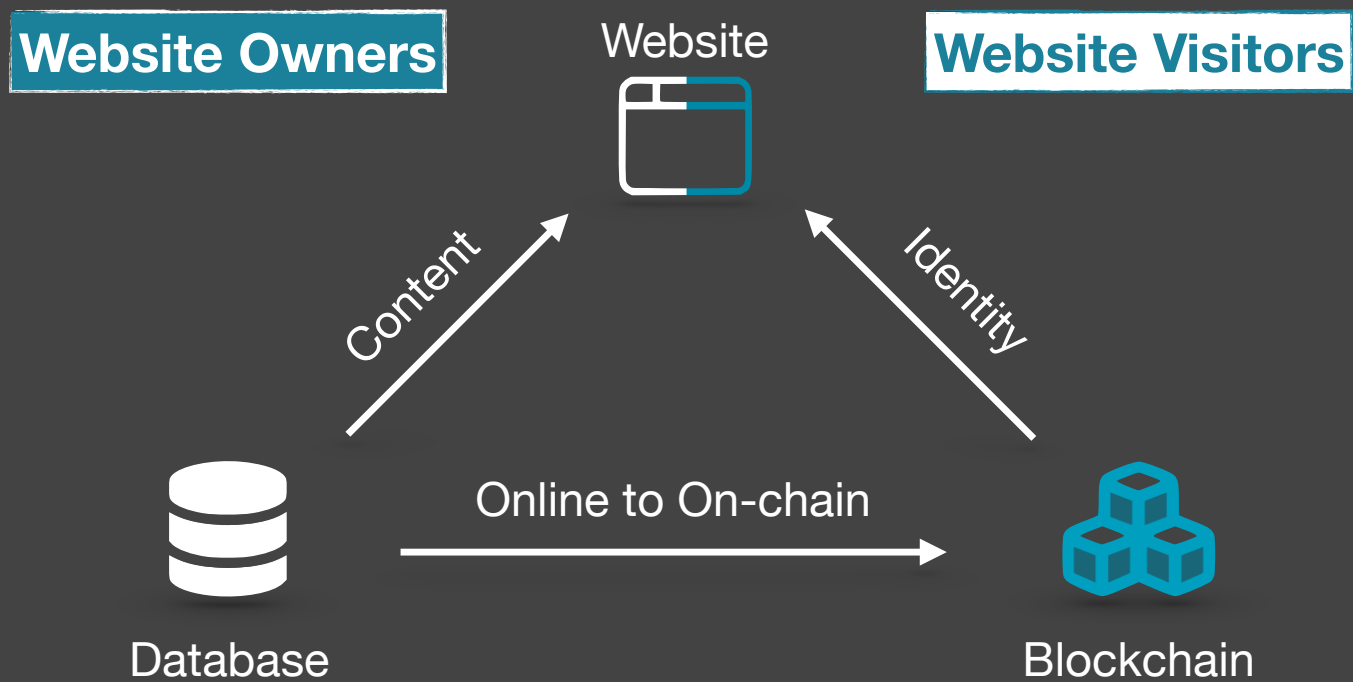 Website Owners
Website
Website Visitors
Content
Identity
Online to On-chain
Database
Blockchain